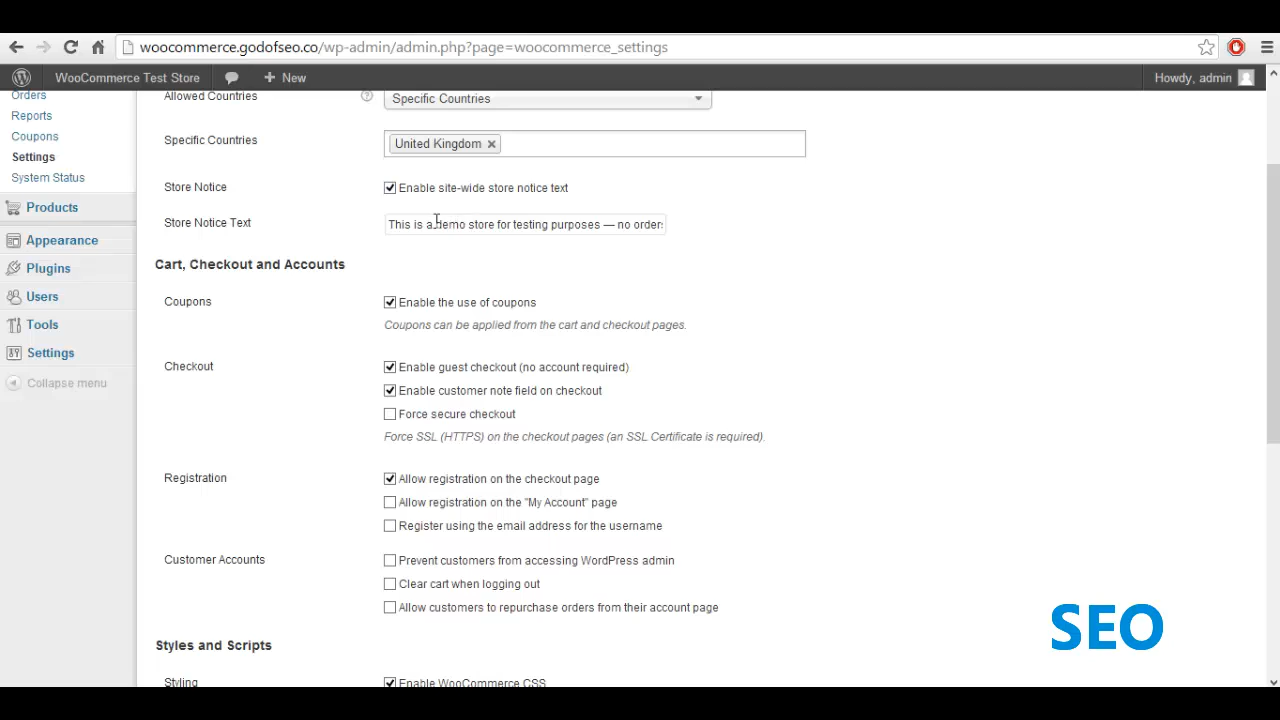 woocommerce.godofseo.co/wp-admin/admin.php?page=woocommerce_settings
WooCommerce Test Store
New
Howdy, admin
Orders
Reports
Coupons
Settings
System Status
Products
Appearance
Plugins
Users
Tools
Settings
Collapse menu
Allowed Countries ? Specific Countries
Specific Countries United Kingdom ×
Store Notice Enable site-wide store notice text
Store Notice Text This is a demo store for testing purposes — no orders
Cart, Checkout and Accounts
Coupons Enable the use of coupons
Coupons can be applied from the cart and checkout pages.
Checkout Enable guest checkout (no account required)
Enable customer note field on checkout
Force secure checkout
Force SSL (HTTPS) on the checkout pages (an SSL Certificate is required).
Registration Allow registration on the checkout page
Allow registration on the "My Account" page
Register using the email address for the username
Customer Accounts Prevent customers from accessing WordPress admin
Clear cart when logging out
Allow customers to repurchase orders from their account page
Styles and Scripts
Styling Enable WooCommerce CSS
SEO